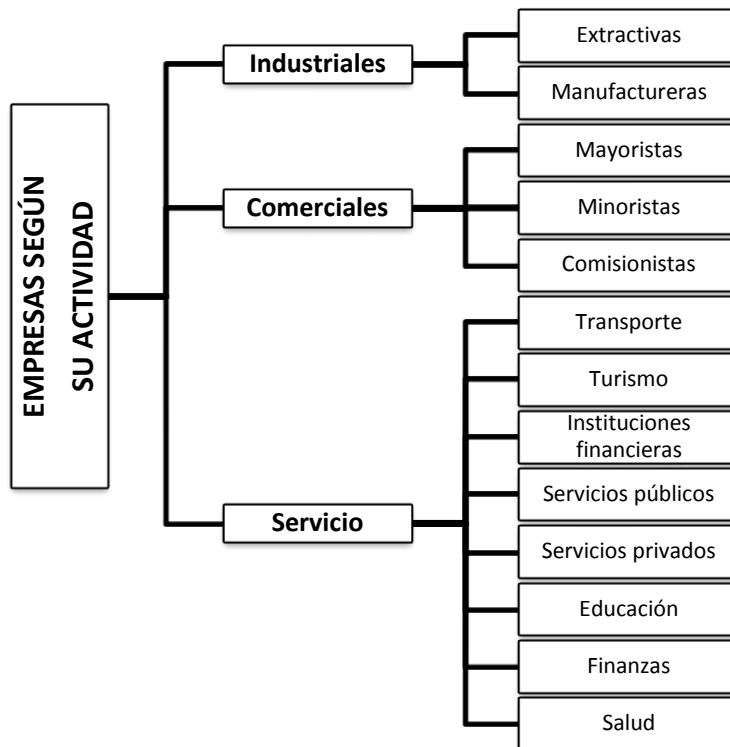 EMPRESAS SEGÚN
SU ACTIVIDAD
Industriales
Extractivas
Manufactureras
Comerciales
Mayoristas
Minoristas
Comisionistas
Servicio
Transporte
Turismo
Instituciones
financieras
Servicios públicos
Servicios privados
Educación
Finanzas
Salud